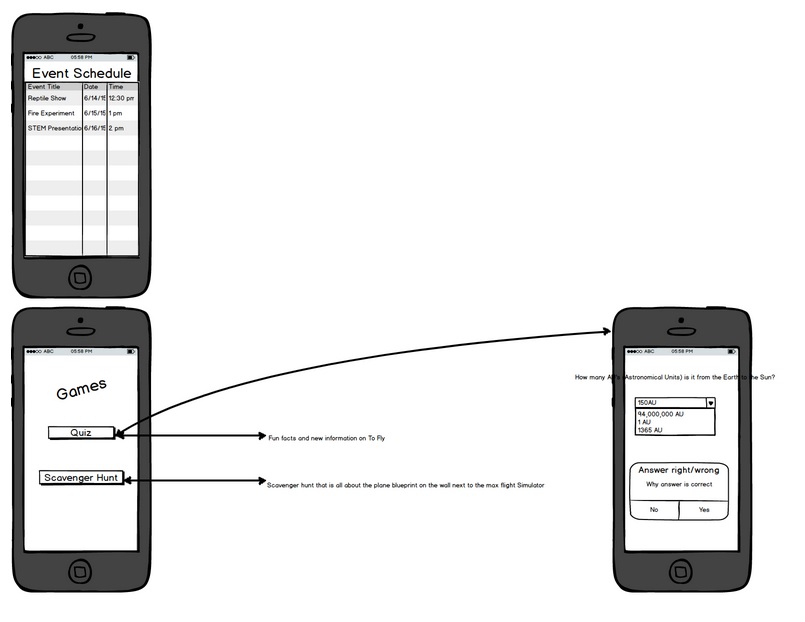 ABC 05:58 PM
Event Schedule
Event Title Date Time
Reptile Show 6/14/15 12:30 pm
Fire Experiment 6/15/15 1 pm
STEM Presentatio 6/16/15 2 pm
ABC 05:58 PM
Games
Quiz
Fun facts and new information on To Fly
Scavenger Hunt
Scavenger hunt that is all about the plane blueprint on the wall next to the max flight Simulator
ABC 05:58 PM
How many AU's (Astronomical Units) is it from the Earth to the Sun?
150AU
94,000,000 AU
1 AU
1365 AU
Answer right/wrong
Why answer is correct
No Yes